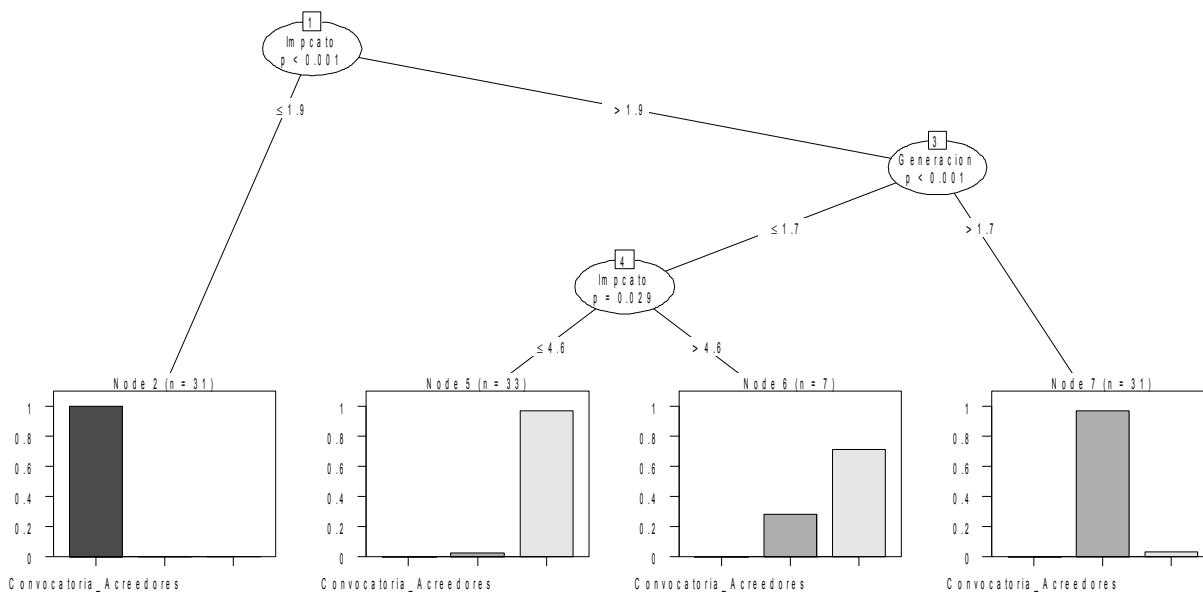 1
Impcato
p < 0.001
≤1.9
> 1.9
3
Generacion
p < 0.001
≤1.7
> 1.7
4
Impcato
p = 0.029
≤4.6
> 4.6
Node 2 (n = 31)
1
0.8
0.6
0.4
0.2
0
Convocatoria_Acreedores
Node 5 (n = 33)
1
0.8
0.6
0.4
0.2
0
Convocatoria_Acreedores
Node 6 (n = 7)
1
0.8
0.6
0.4
0.2
0
Convocatoria_Acreedores
Node 7 (n = 31)
1
0.8
0.6
0.4
0.2
0
Convocatoria_Acreedores